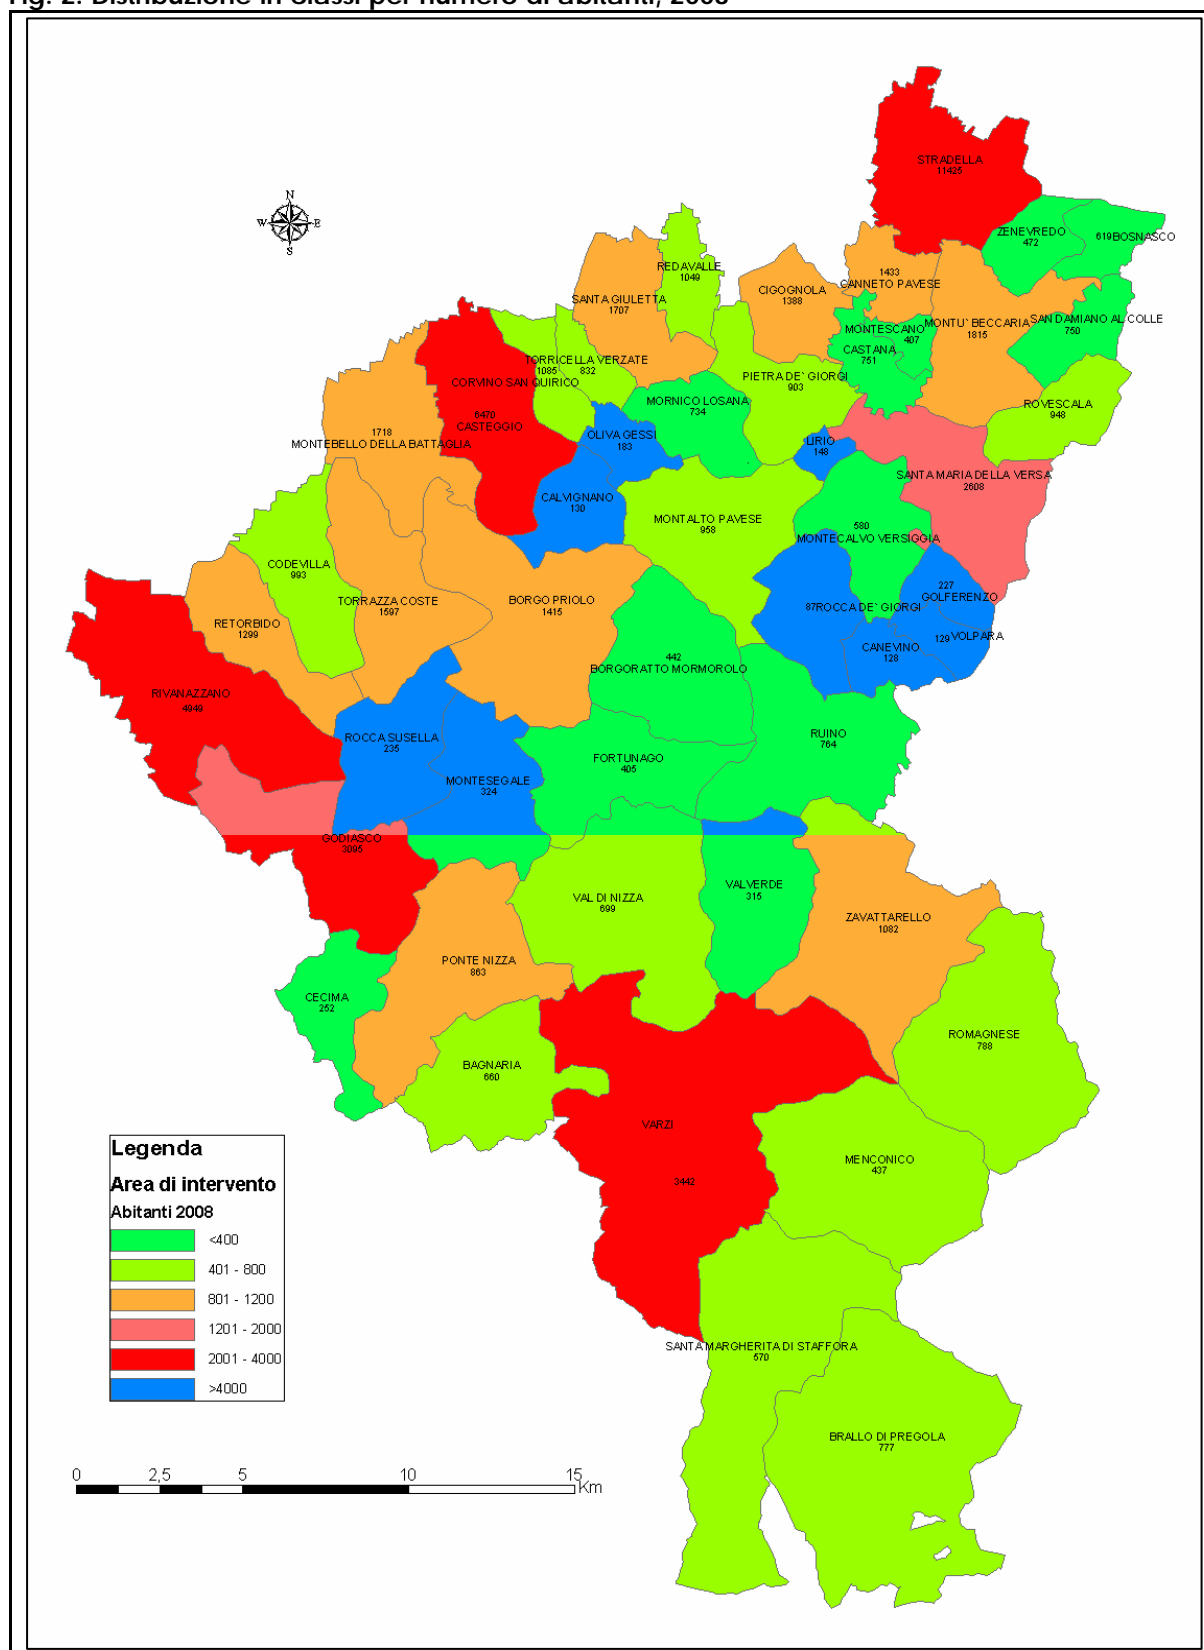 Fig. 2: Distribuzione in classi per numero di abitanti, 2008
STRADELLA
11425
N
W
E
S
ZENEVREDO
472
619BOSNASCO
REDAVALLE
1049
1433
CANNETO PAVESE
CIGOGNOLA
1388
SANTA GIULETTA
1707
MONTU` BECCARIA
1815
SAN DAMIANO AL COLLE
750
MONTESCANO
407
CASTANA
751
TORRICELLA VERZATE
832
1085
CORVINO SAN QUIRICO
PIETRA DE` GIORGI
903
ROVESCALA
948
MORNICO LOSANA
734
6470
CASTEGGIO
1718
MONTEBELLO DELLA BATTAGLIA
OLIVA GESSI
183
LIRIO
148
SANTA MARIA DELLA VERSA
2608
CALVIGNANO
130
MONTALTO PAVESE
958
580
MONTECALVO VERSIGGIA
CODEVILLA
993
227
GOLFERENZO
TORRAZZA COSTE
1597
BORGO PRIOLO
1415
87ROCCA DE` GIORGI
RETORBIDO
1299
129VOLPARA
CANEVINO
128
442
BORGORATTO MORMOROLO
RIVANAZZANO
4949
ROCCA SUSELLA
235
RUINO
764
FORTUNAGO
405
MONTESEGALE
324
GODIASCO
3095
VALVERDE
315
VAL DI NIZZA
699
ZAVATTARELLO
1082
PONTE NIZZA
863
CECIMA
252
ROMAGNESE
788
BAGNARIA
660
VARZI
3442
MENCONICO
437
Legenda
Area di intervento
Abitanti 2008
<400
401 - 800
801 - 1200
1201 - 2000
2001 - 4000
>4000
SANTA MARGHERITA DI STAFFORA
570
BRALLO DI PREGOLA
777
0 2,5 5 10 15
Km